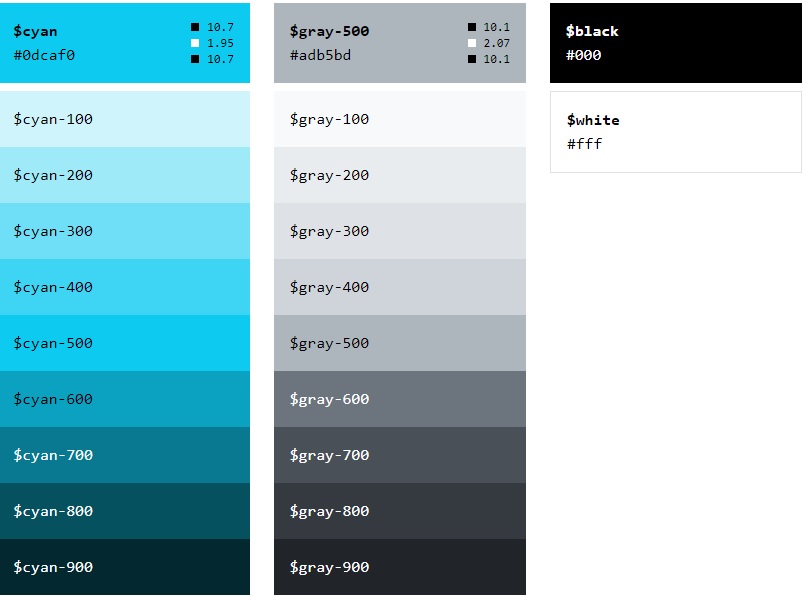 $cyan
#0dcaf0
10.7
1.95
10.7
$cyan-100
$cyan-200
$cyan-300
$cyan-400
$cyan-500
$cyan-600
$cyan-700
$cyan-800
$cyan-900
$gray-500
#adb5bd
10.1
2.07
10.1
$gray-100
$gray-200
$gray-300
$gray-400
$gray-500
$gray-600
$gray-700
$gray-800
$gray-900
$black
#000
$white
#fff